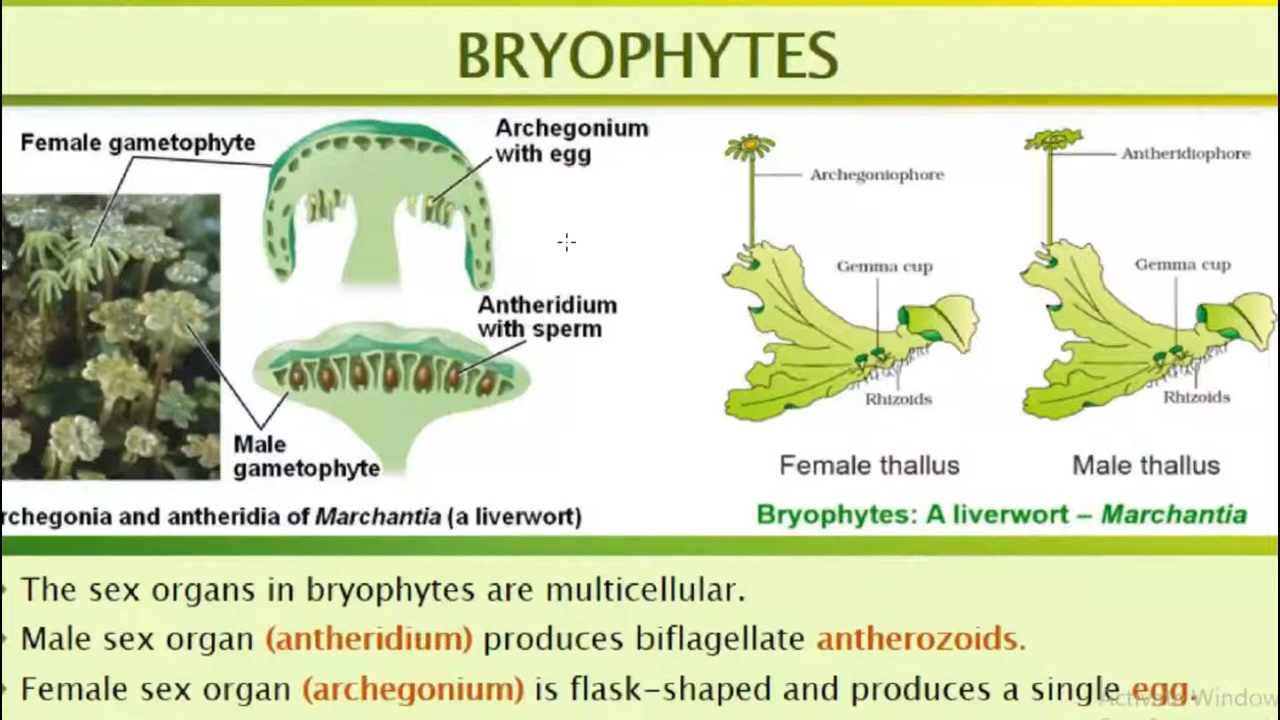 BRYOPHYTES
Female gametophyte
Archegonium
with egg
Antheridium
with sperm
Male
gametophyte
rchegonia and antheridia of Marchantia (a liverwort)
Archegoniophore
Gemma cup
Rhizoids
Female thallus
Antheridiophore
Gemma cup
Rhizoids
Male thallus
Bryophytes: A liverwort – Marchantia
The sex organs in bryophytes are multicellular.
Male sex organ (antheridium) produces biflagellate antherozoids.
Female sex organ (archegonium) is flask-shaped and produces a single egg.
Activate Window